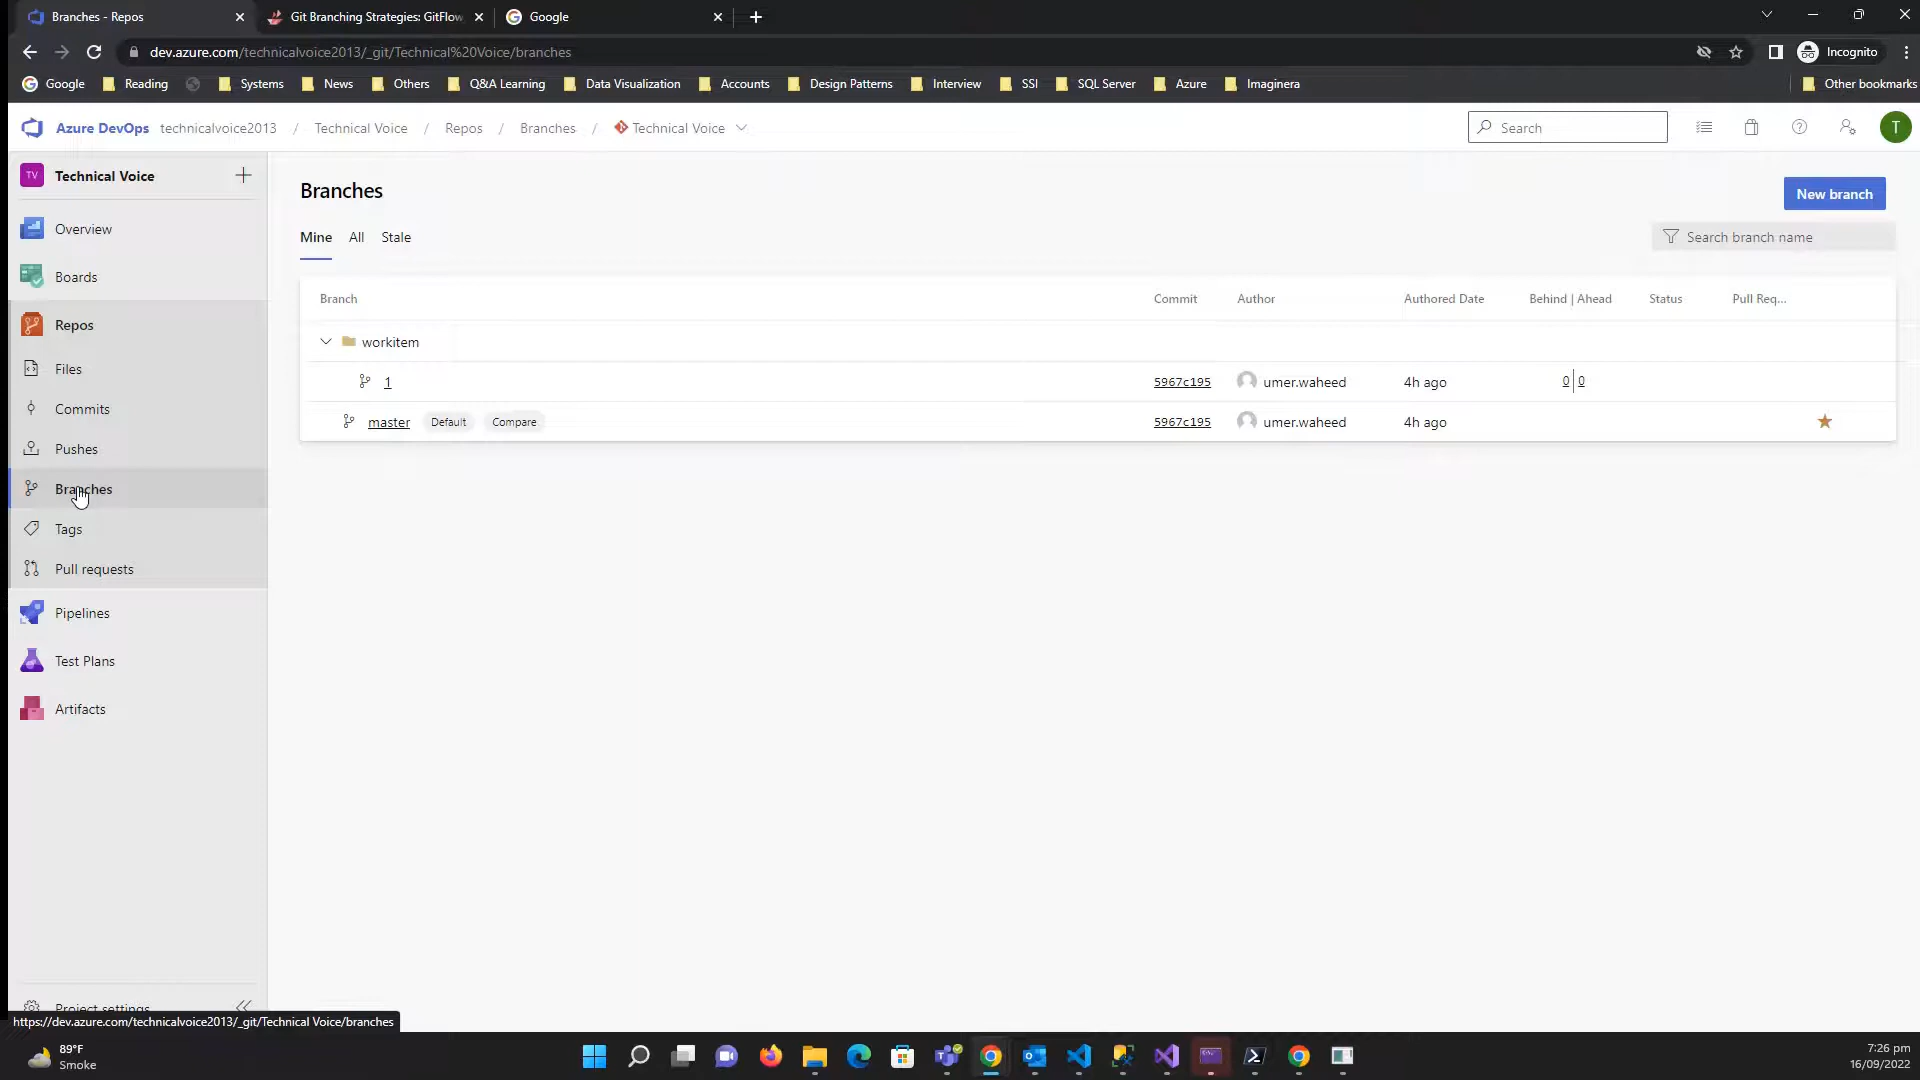 Branches - Repos
Git Branching Strategies: GitFlow
Google
dev.azure.com/technicalvoice2013/_git/Technical%20Voice/branches
Incognito
Google
Reading
Systems
News
Others
Q&A Learning
Data Visualization
Accounts
Design Patterns
Interview
SSI
SQL Server
Azure
Imaginera
Other bookmarks
Azure DevOps technicalvoice2013 / Technical Voice / Repos / Branches / Technical Voice
Search
T
TV Technical Voice
Overview
Boards
Repos
Files
Commits
Pushes
Branches
Tags
Pull requests
Pipelines
Test Plans
Artifacts
Project settings
https://dev.azure.com/technicalvoice2013/_git/Technical Voice/branches
Branches
New branch
Mine All Stale
Search branch name
Branch Commit Author Authored Date Behind | Ahead Status Pull Req...
workitem
1 5967c195 umer.waheed 4h ago 0 | 0
master Default Compare 5967c195 umer.waheed 4h ago
89°F
Smoke
7:26 pm
16/09/2022